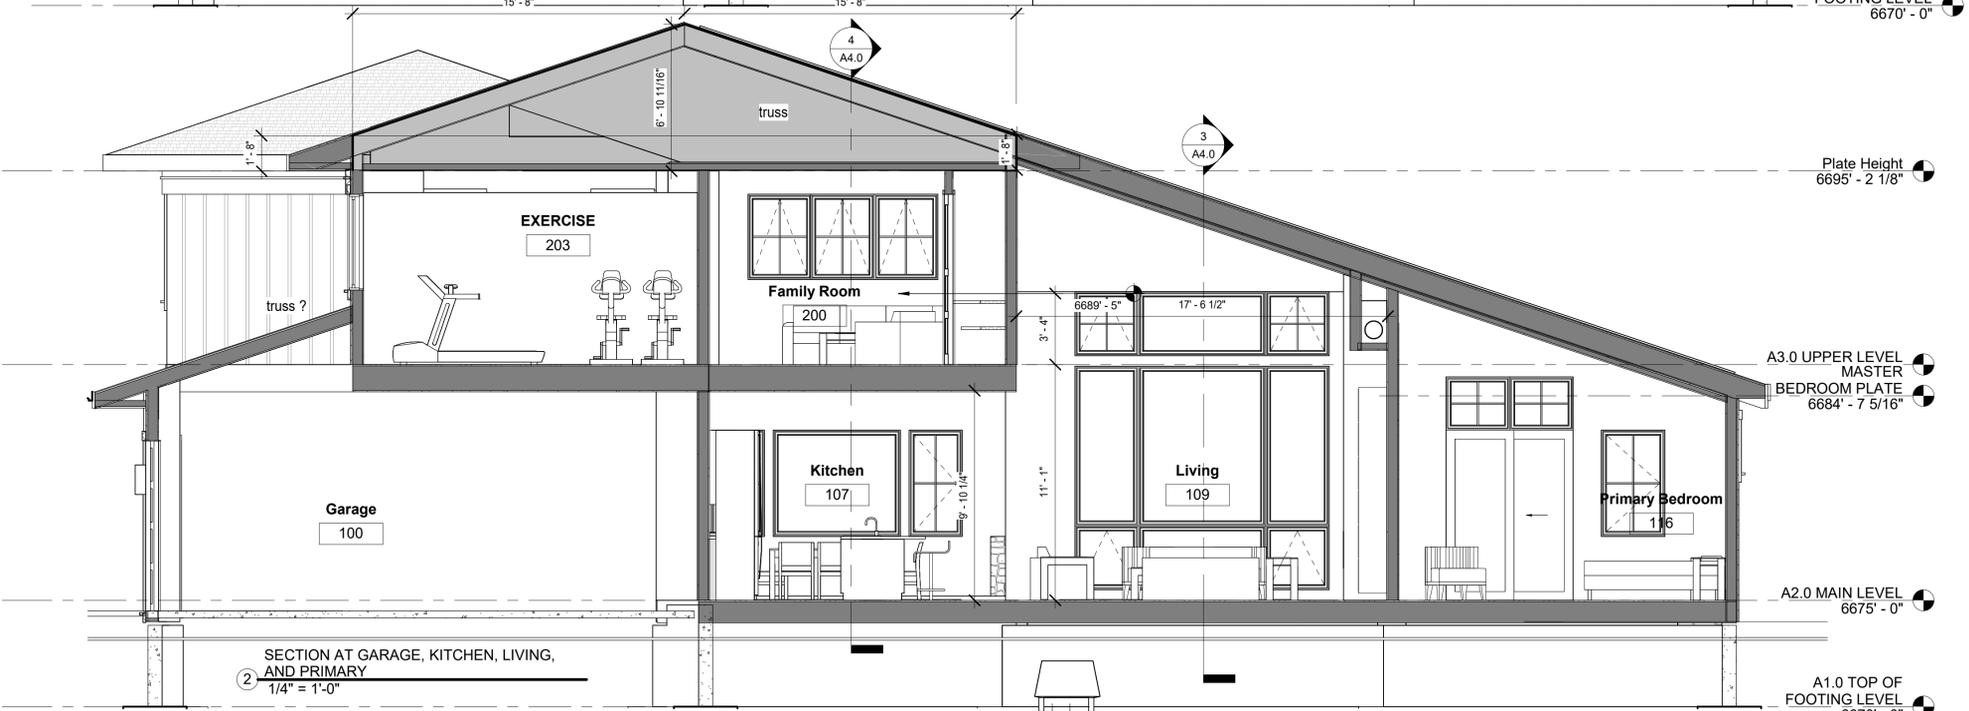 15' - 8"
15' - 8"
FOOTING LEVEL
6670' - 0"
4
A4.0
6' - 10 11/16"
truss
1' - 8"
1' - 8"
3
A4.0
Plate Height
6695' - 2 1/8"
EXERCISE
203
Family Room
200
truss ?
6689' - 5"
17' - 6 1/2"
3' - 4"
A3.0 UPPER LEVEL
MASTER
BEDROOM PLATE
6684' - 7 5/16"
Kitchen
107
9' - 10 1/4"
11' - 1"
Living
109
Primary Bedroom
116
Garage
100
A2.0 MAIN LEVEL
6675' - 0"
2
SECTION AT GARAGE, KITCHEN, LIVING,
AND PRIMARY
1/4" = 1'-0"
A1.0 TOP OF
FOOTING LEVEL